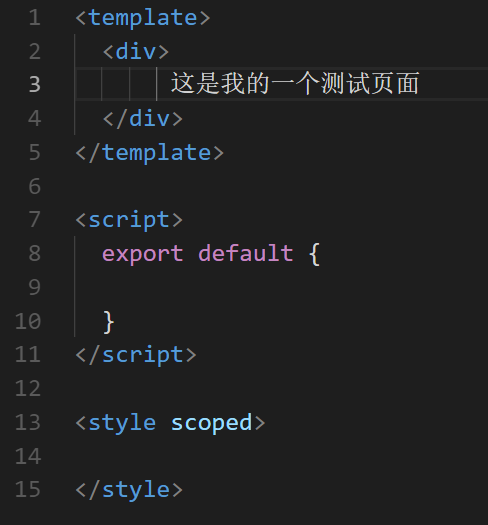 1 <template>
2   <div>
3        这是我的一个测试页面
4   </div>
5 </template>
6
7 <script>
8   export default {
9
10   }
11 </script>
12
13 <style scoped>
14
15 </style>